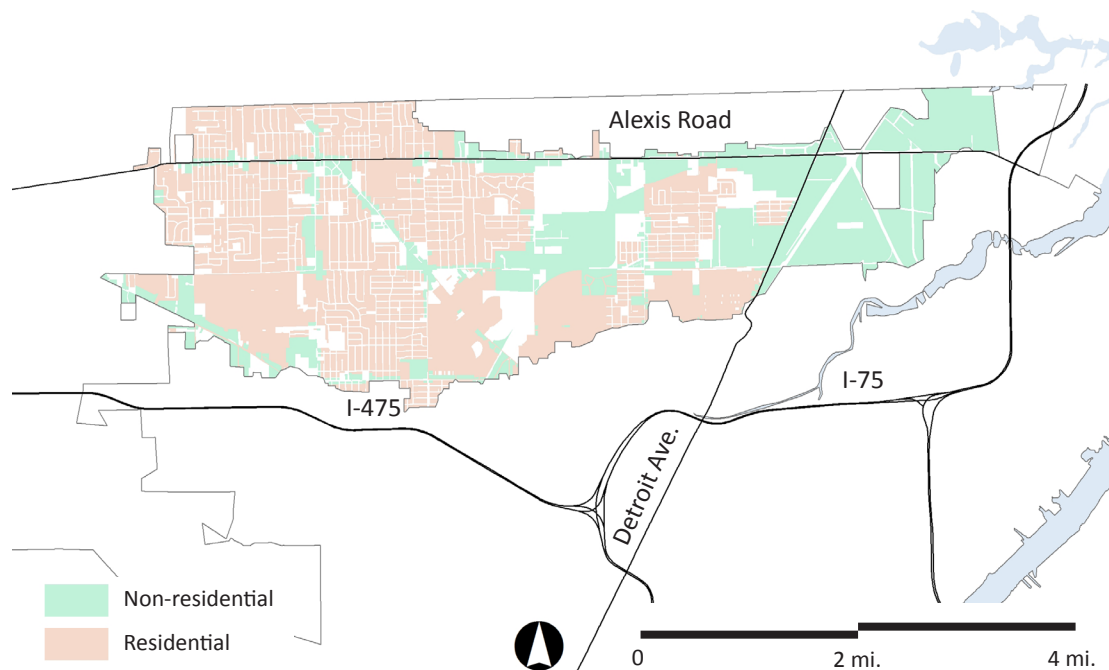 Alexis Road
I-75
I-475
Detroit Ave.
Non-residential
Residential
0
2 mi.
4 mi.